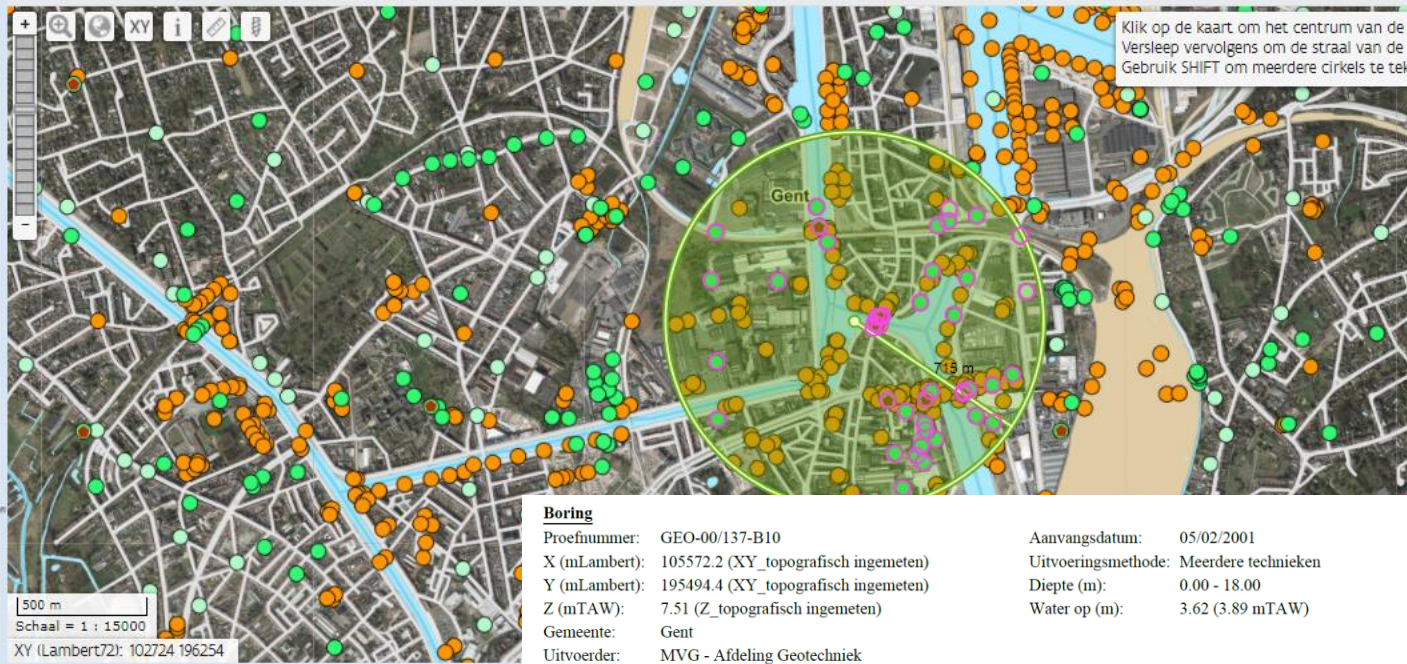 +
XY
i
−
Klik op de kaart om het centrum van de
Versleep vervolgens om de straal van de
Gebruik SHIFT om meerdere cirkels te tek
Gent
715 m
500 m
Schaal = 1 : 15000
XY (Lambert72): 102724 196254
Boring
Proefnummer: GEO-00/137-B10 Aanvangsdatum: 05/02/2001
X (mLambert): 105572.2 (XY_topografisch ingemeten) Uitvoeringsmethode: Meerdere technieken
Y (mLambert): 195494.4 (XY_topografisch ingemeten) Diepte (m): 0.00 - 18.00
Z (mTAW): 7.51 (Z_topografisch ingemeten) Water op (m): 3.62 (3.89 mTAW)
Gemeente: Gent
Uitvoerder: MVG - Afdeling Geotechniek